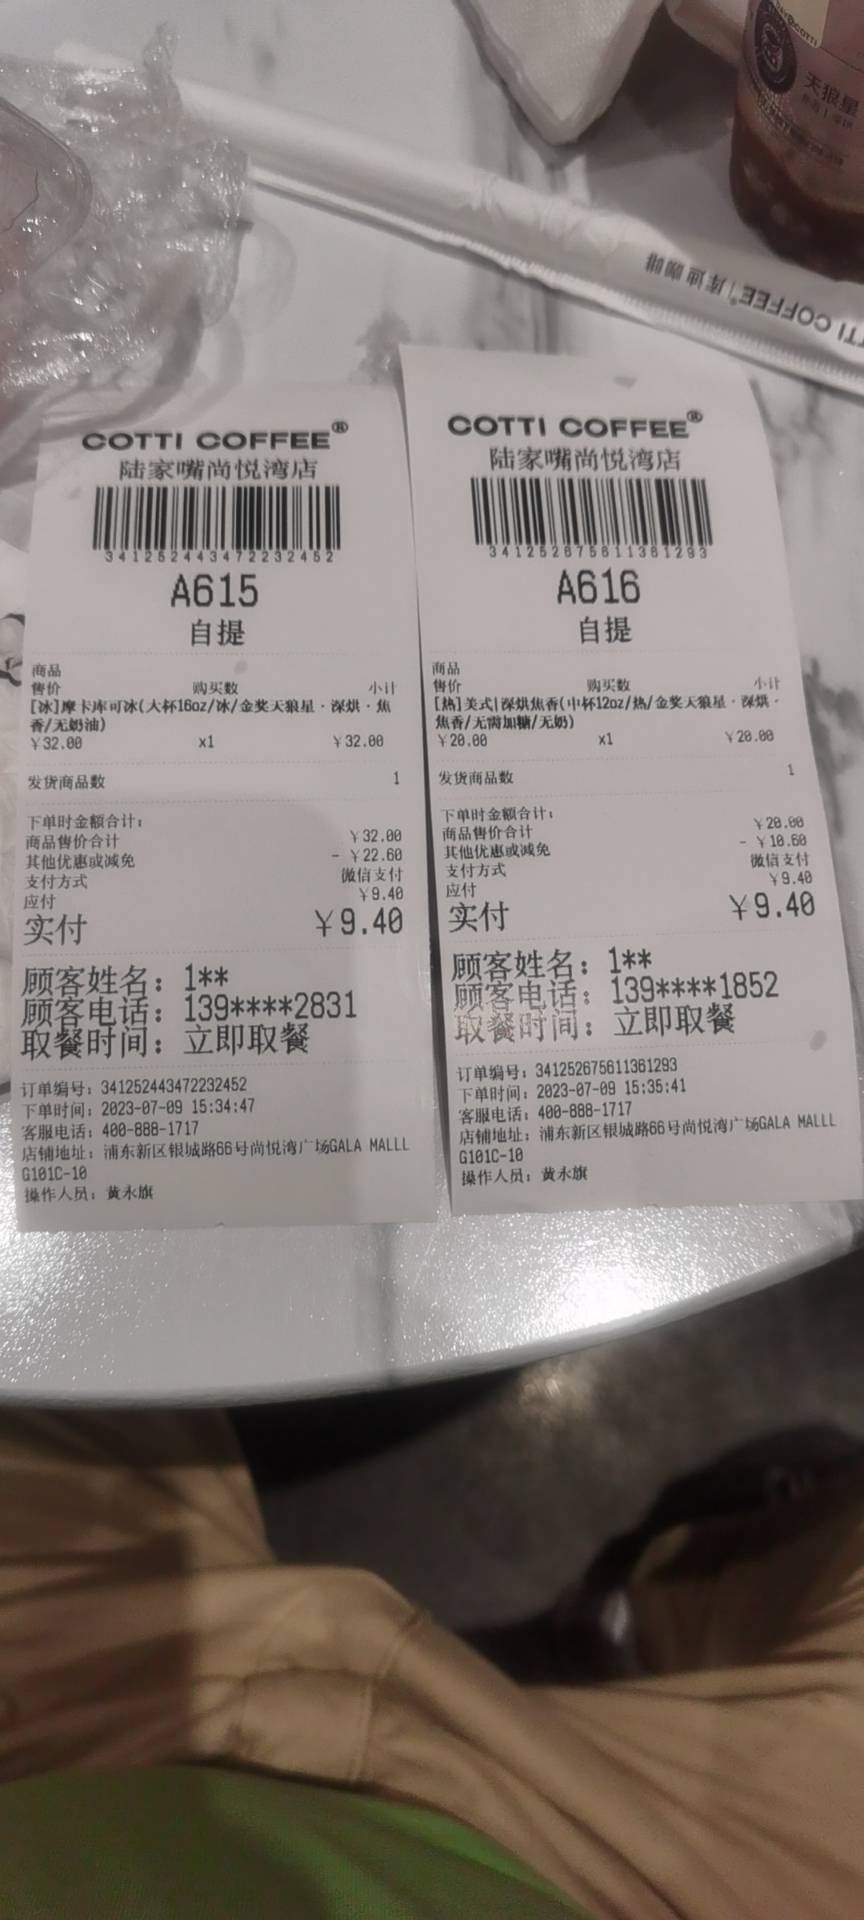 天狼星
COTTI COFFEE® | 库迪咖啡
COTTI COFFEE®
陆家嘴尚悦湾店
341252443472232452
A615
自提
商品
售价 购买数 小计
[冰]摩卡库可冰(大杯16oz/冰/金奖天狼星·深烘·焦
香/无奶油)
￥32.00 x1 ￥32.00
发货商品数 1
下单时金额合计：
商品售价合计 ￥32.00
其他优惠或减免 - ￥22.60
支付方式 微信支付
应付 ￥9.40
实付 ￥9.40
顾客姓名：1**
顾客电话：139****2831
取餐时间：立即取餐
订单编号：341252443472232452
下单时间：2023-07-09 15:34:47
客服电话：400-888-1717
店铺地址：浦东新区银城路66号尚悦湾广场GALA MALLL
G101C-10
操作人员：黄永旗
COTTI COFFEE®
陆家嘴尚悦湾店
341252675611361293
A616
自提
商品
售价 购买数 小计
[热]美式|深烘焦香(中杯12oz/热/金奖天狼星·深烘·
焦香/无需加糖/无奶)
￥20.00 x1 ￥20.00
发货商品数 1
下单时金额合计：
商品售价合计 ￥20.00
其他优惠或减免 - ￥10.60
支付方式 微信支付
应付 ￥9.40
实付 ￥9.40
顾客姓名：1**
顾客电话：139****1852
取餐时间：立即取餐
订单编号：341252675611361293
下单时间：2023-07-09 15:35:41
客服电话：400-888-1717
店铺地址：浦东新区银城路66号尚悦湾广场GALA MALLL
G101C-10
操作人员：黄永旗